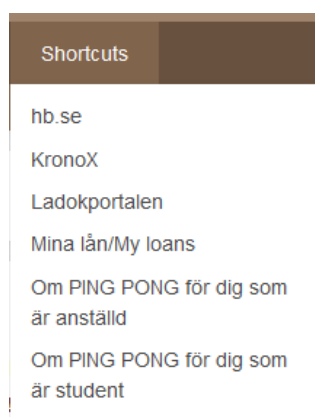 Shortcuts
hb.se
KronoX
Ladokportalen
Mina lån/My loans
Om PING PONG för dig som
är anställd
Om PING PONG för dig som
är student